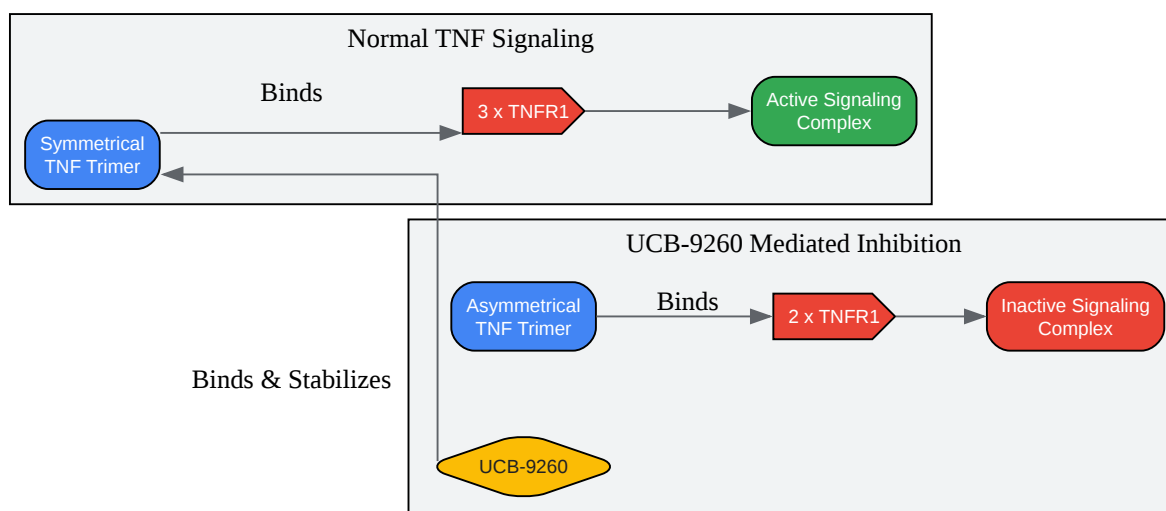 Normal TNF Signaling
Binds
3 x TNFR1
Active Signaling
Complex
Symmetrical
TNF Trimer
UCB-9260 Mediated Inhibition
Asymmetrical
TNF Trimer
Binds
2 x TNFR1
Inactive Signaling
Complex
Binds & Stabilizes
UCB-9260